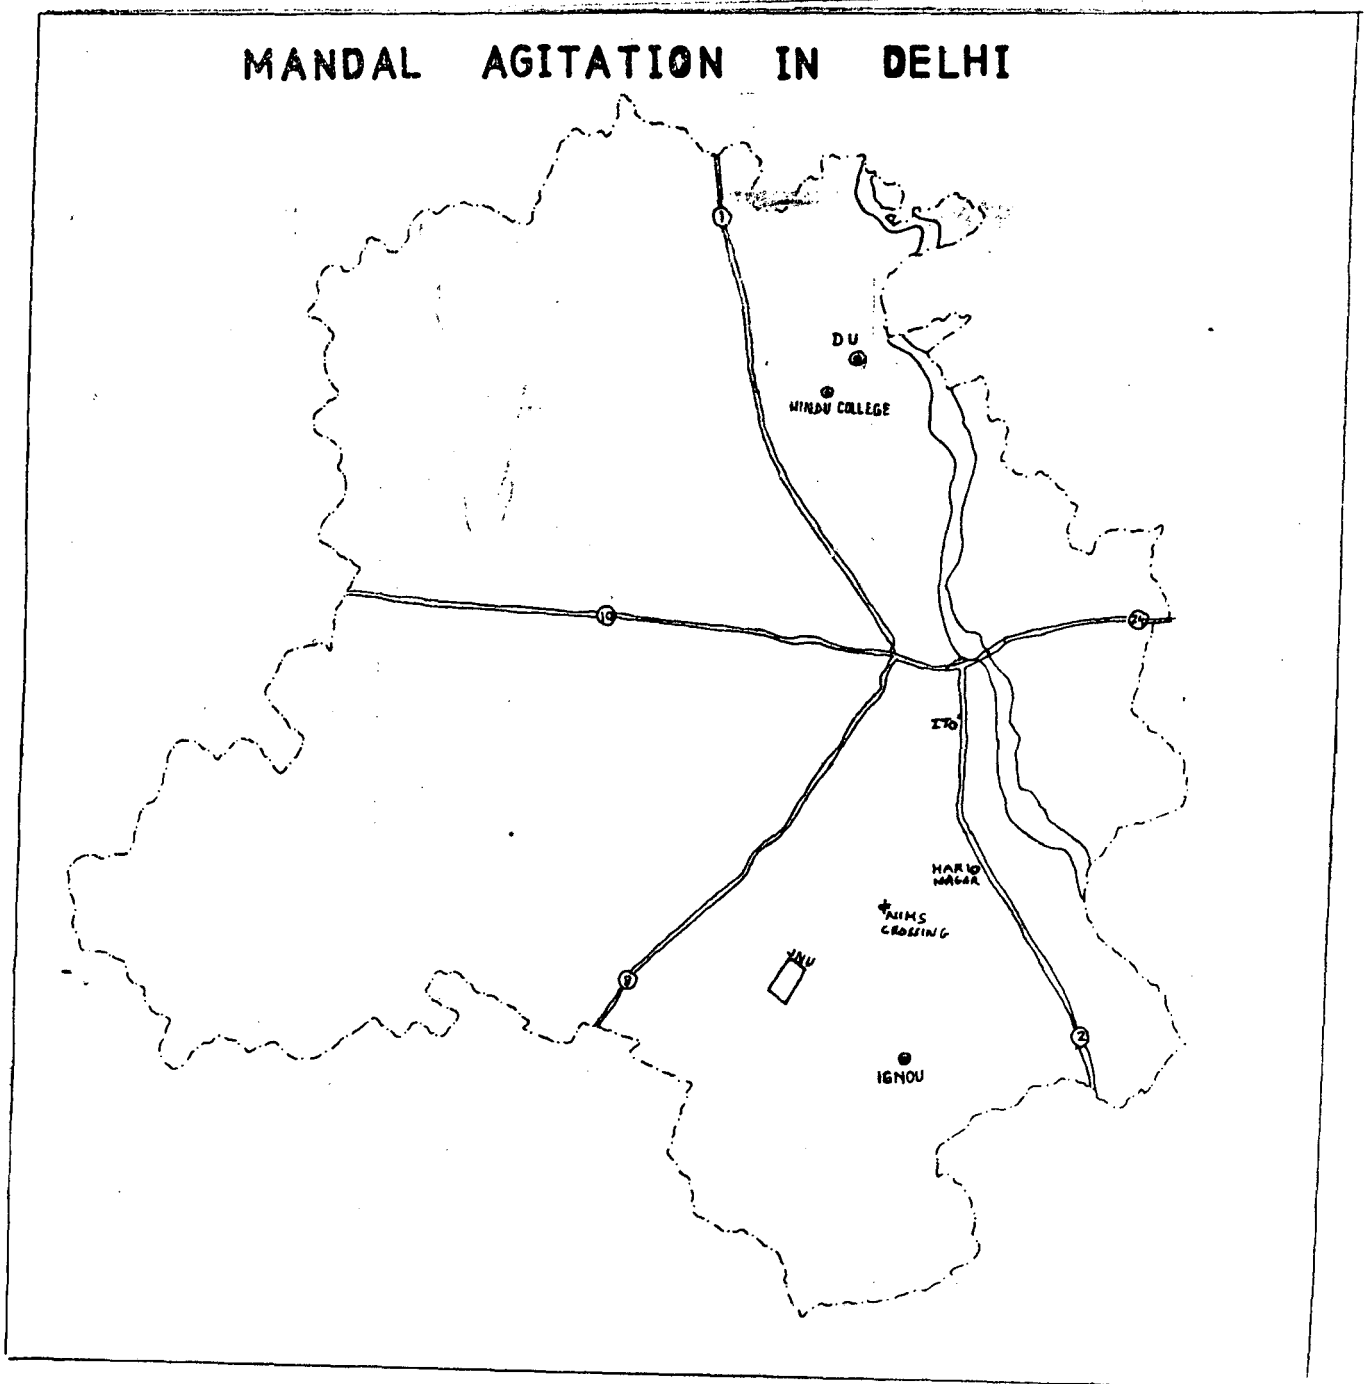 MANDAL AGITATION IN DELHI
1
DU
HINDU COLLEGE
10
24
ITO
HARI
NAGAR
AIIMS
CROSSING
JNU
8
2
IGNOU